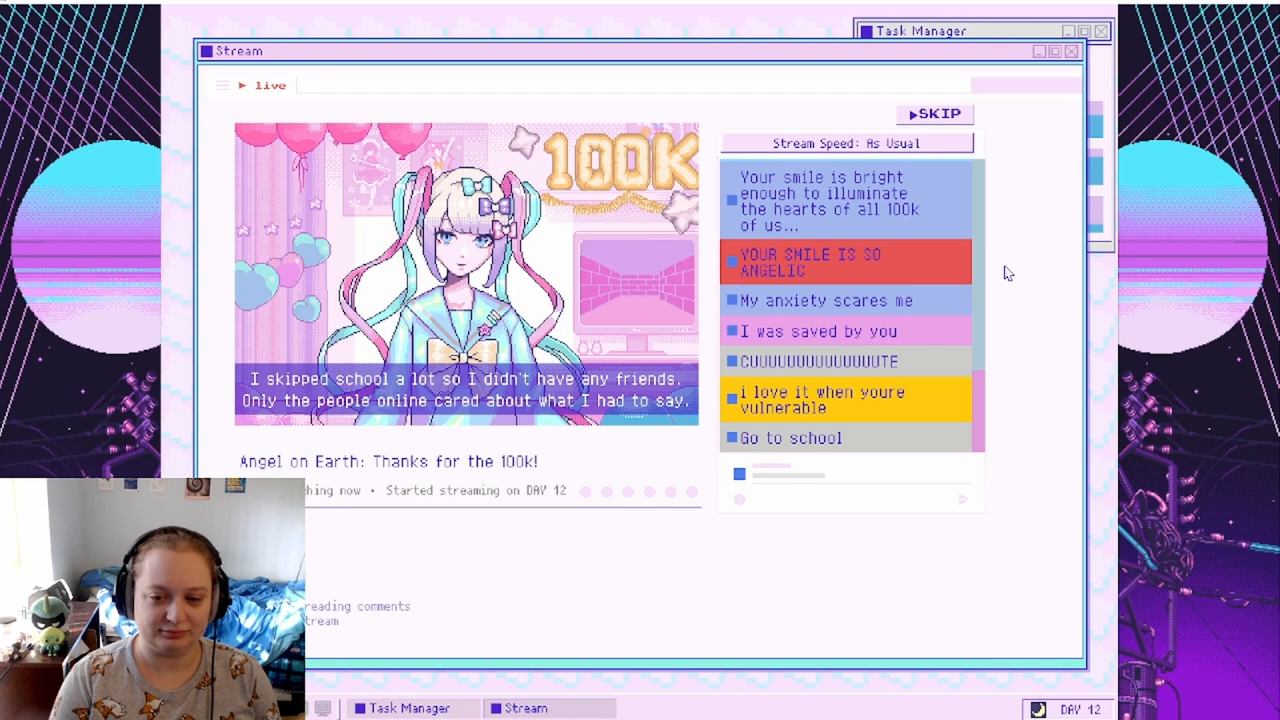 Task Manager
Stream
live
SKIP
Stream Speed: As Usual
100K
Your smile is bright
enough to illuminate
the hearts of all 100k
of us...
YOUR SMILE IS SO
ANGELIC
My anxiety scares me
I was saved by you
CUUUUUUUUUUUUUUTE
i love it when youre
vulnerable
Go to school
I skipped school a lot so I didn't have any friends.
Only the people online cared about what I had to say.
Angel on Earth: Thanks for the 100k!
now • Started streaming on DAY 12
reading comments
Task Manager
Stream
DAY 12